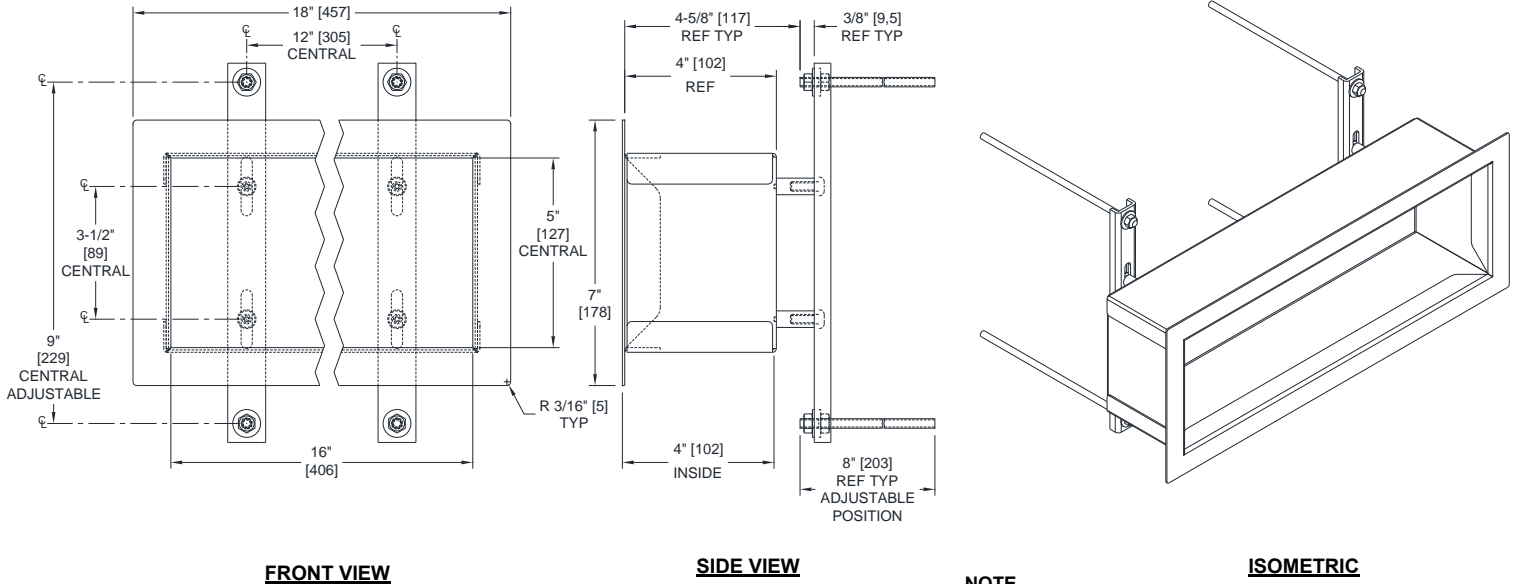 18" [457]
℄
12" [305]
CENTRAL
℄
℄
℄
3-1/2"
[89]
CENTRAL
℄
9"
[229]
CENTRAL
ADJUSTABLE
℄
5"
[127]
CENTRAL
R 3/16" [5]
TYP
16"
[406]
FRONT VIEW
4-5/8" [117]
REF TYP
3/8" [9,5]
REF TYP
4" [102]
REF
7"
[178]
4" [102]
INSIDE
8" [203]
REF TYP
ADJUSTABLE
POSITION
SIDE VIEW
NOTE
ISOMETRIC